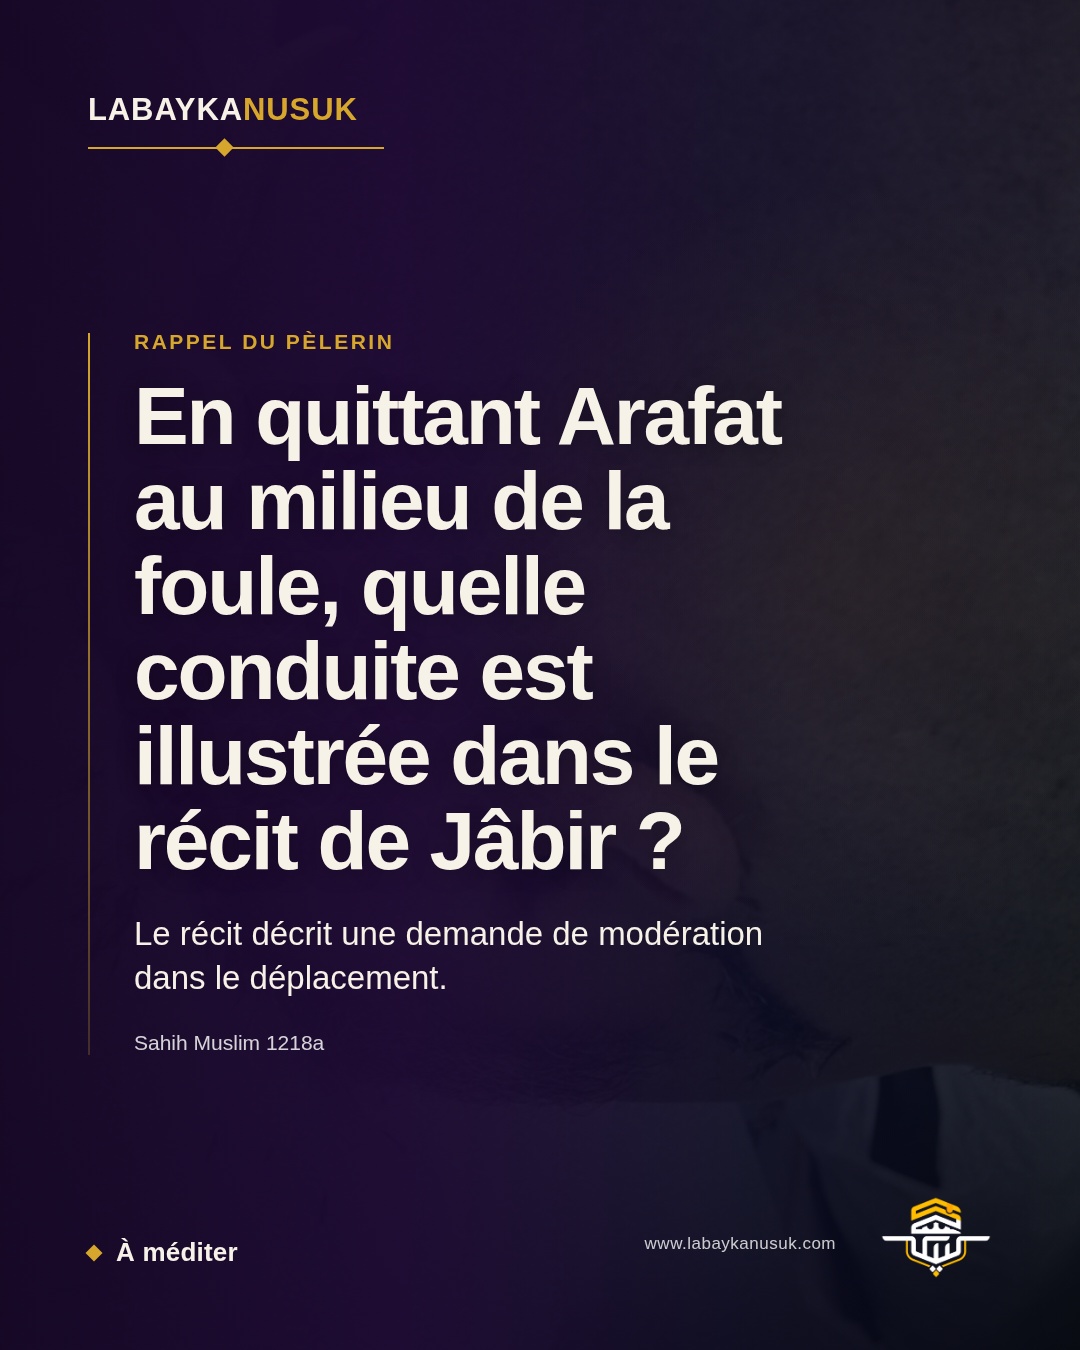 LABAYKANUSUK
RAPPEL DU PÈLERIN
En quittant Arafat
au milieu de la
foule, quelle
conduite est
illustrée dans le
récit de Jâbir ?
Le récit décrit une demande de modération
dans le déplacement.
Sahih Muslim 1218a
À méditer
www.labaykanusuk.com